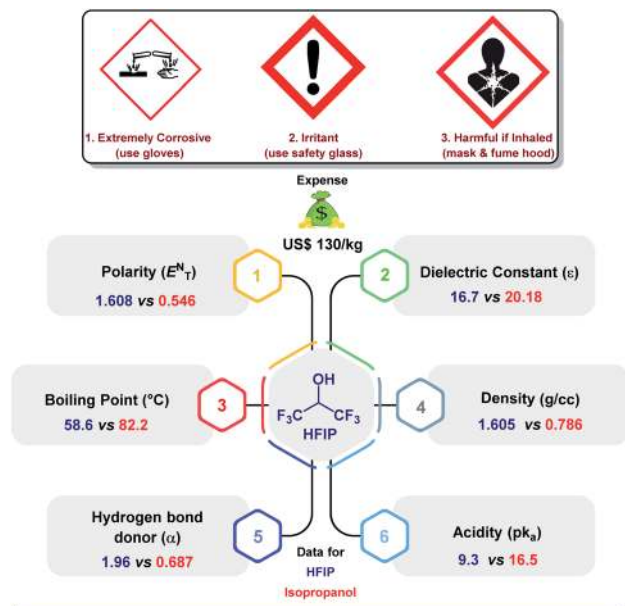 1. Extremely Corrosive
(use gloves)
2. Irritant
(use safety glass)
3. Harmful if Inhaled
(mask & fume hood)
Expense
$
US$ 130/kg
Polarity (E^N_T)
1.608 vs 0.546
1
2
Dielectric Constant (ε)
16.7 vs 20.18
Boiling Point (°C)
58.6 vs 82.2
3
OH
F₃C CF₃
HFIP
4
Density (g/cc)
1.605 vs 0.786
Hydrogen bond
donor (α)
1.96 vs 0.687
5
Data for
HFIP
Isopropanol
6
Acidity (pkₐ)
9.3 vs 16.5